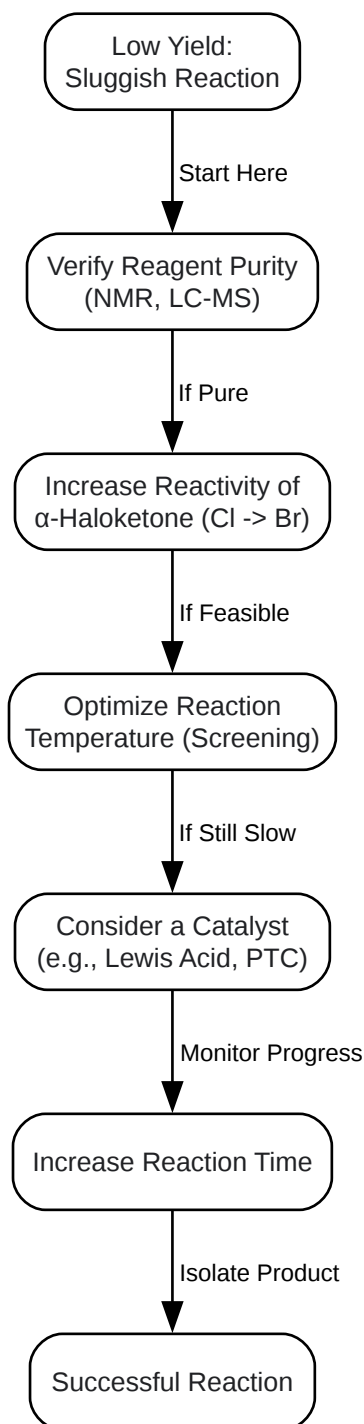 Low Yield:
Sluggish Reaction
Start Here
Verify Reagent Purity
(NMR, LC-MS)
If Pure
Increase Reactivity of
α-Haloketone (Cl -> Br)
If Feasible
Optimize Reaction
Temperature (Screening)
If Still Slow
Consider a Catalyst
(e.g., Lewis Acid, PTC)
Monitor Progress
Increase Reaction Time
Isolate Product
Successful Reaction